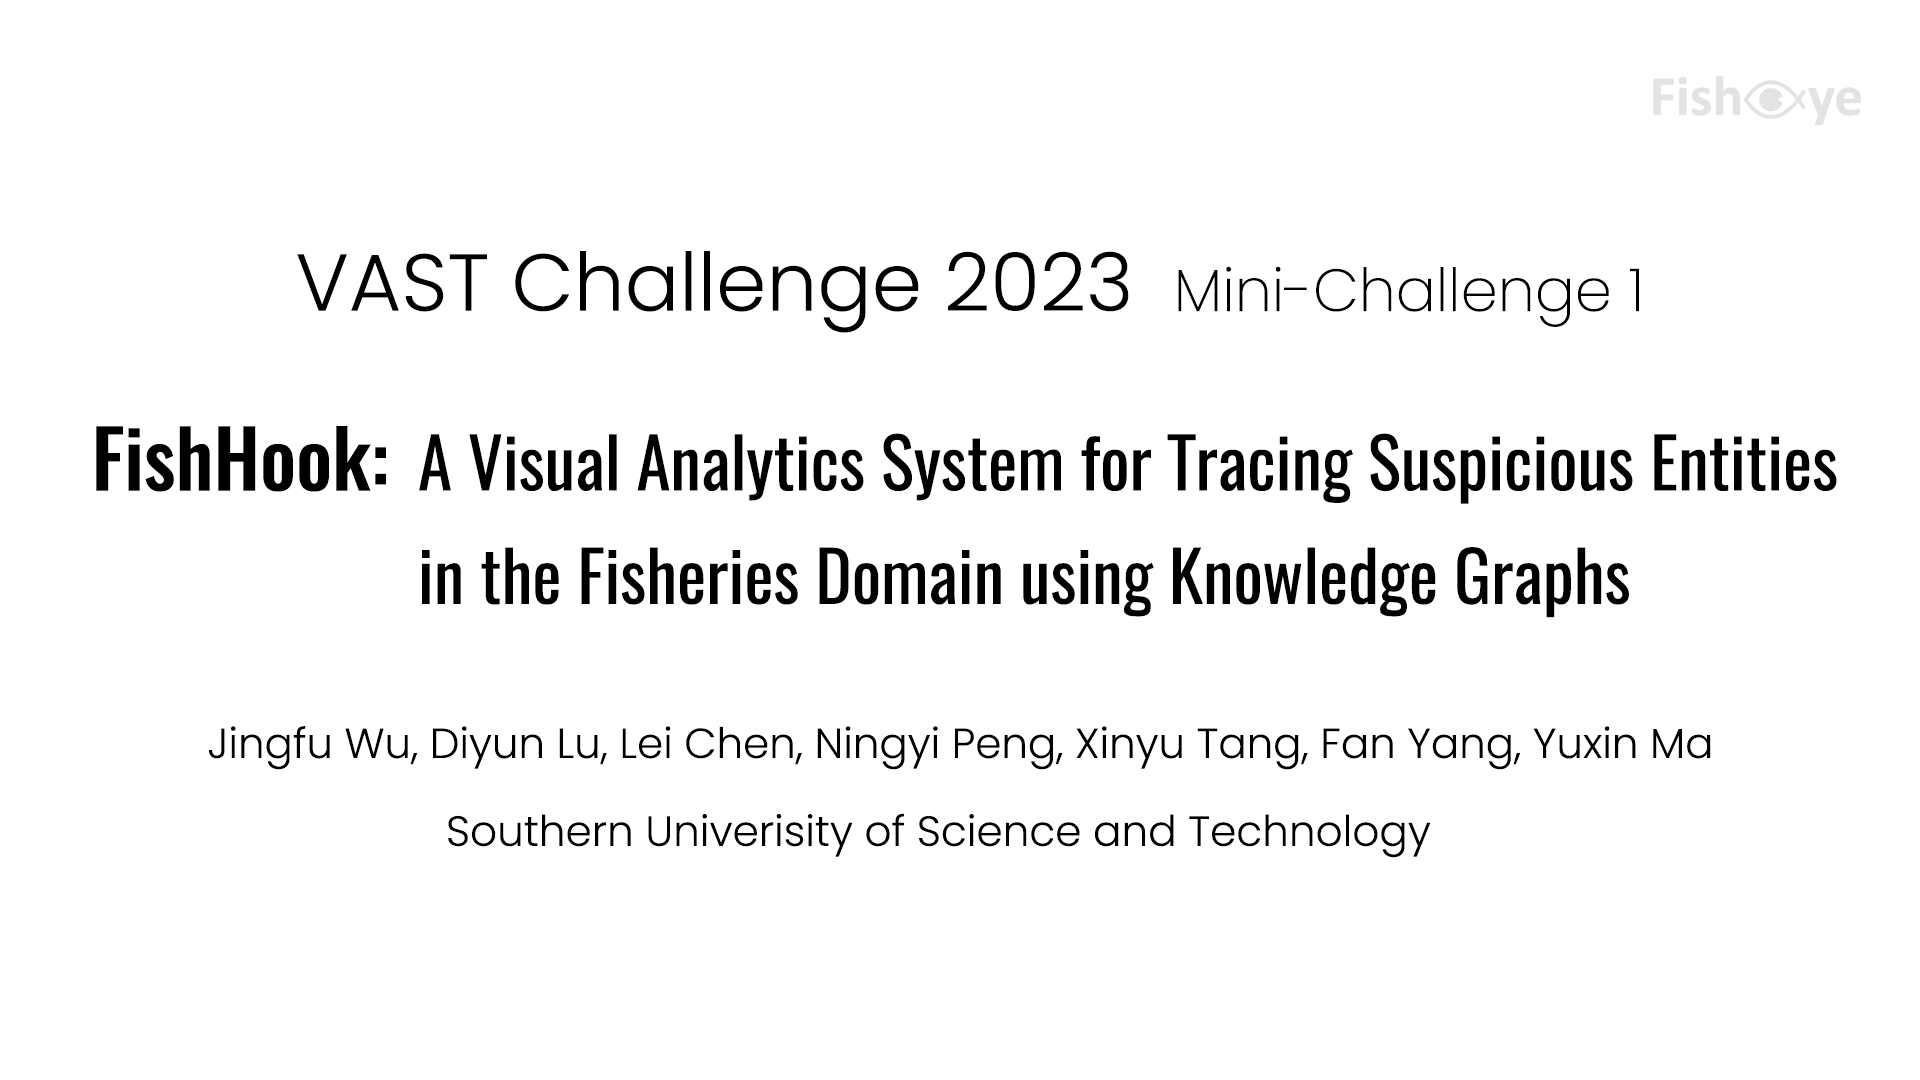 Fisheye
VAST Challenge 2023 Mini-Challenge 1
FishHook: A Visual Analytics System for Tracing Suspicious Entities
in the Fisheries Domain using Knowledge Graphs
Jingfu Wu, Diyun Lu, Lei Chen, Ningyi Peng, Xinyu Tang, Fan Yang, Yuxin Ma
Southern Univerisity of Science and Technology